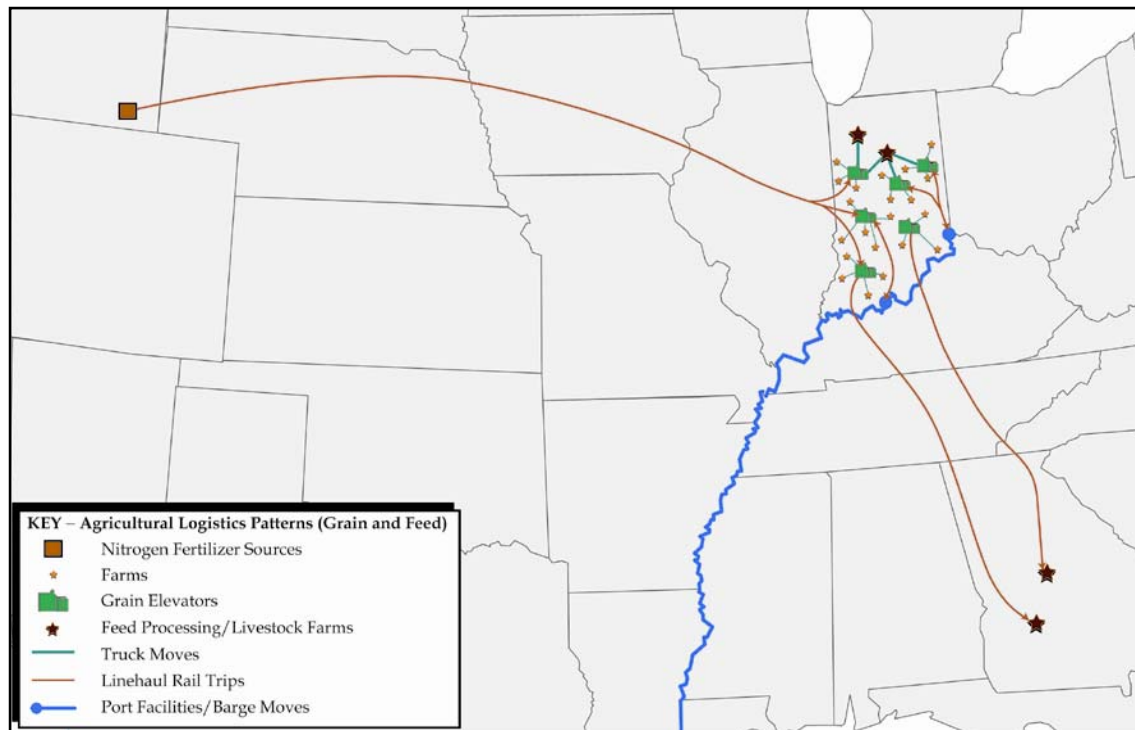 KEY – Agricultural Logistics Patterns (Grain and Feed)
Nitrogen Fertilizer Sources
Farms
Grain Elevators
Feed Processing/Livestock Farms
Truck Moves
Linehaul Rail Trips
Port Facilities/Barge Moves